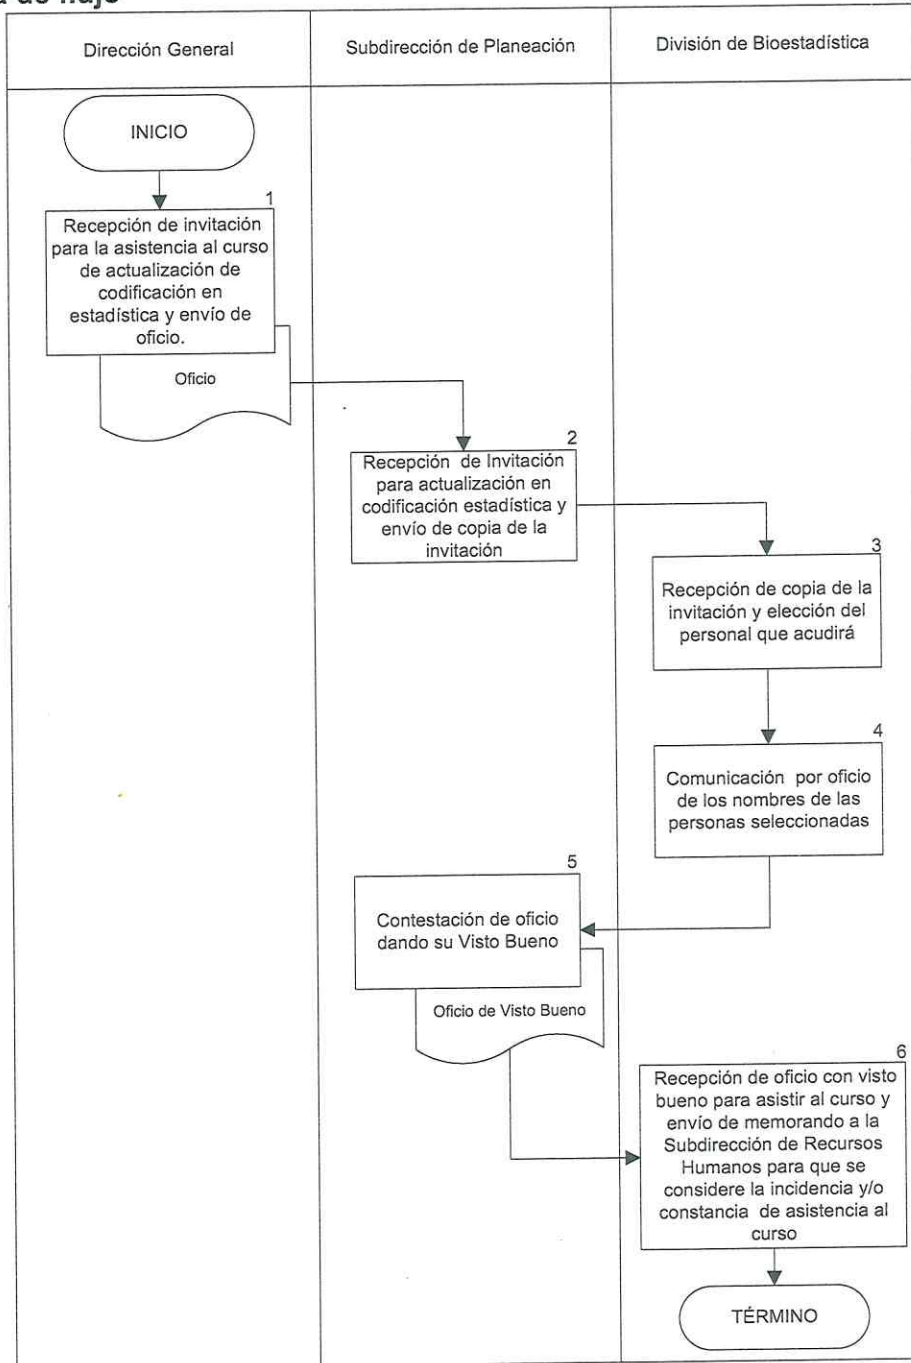 Dirección General
Subdirección de Planeación
División de Bioestadística
INICIO
1
Recepción de invitación
para la asistencia al curso
de actualización de
codificación en
estadística y envío de
oficio.
Oficio
2
Recepción de Invitación
para actualización en
codificación estadística y
envío de copia de la
invitación
3
Recepción de copia de la
invitación y elección del
personal que acudirá
4
Comunicación por oficio
de los nombres de las
personas seleccionadas
5
Contestación de oficio
dando su Visto Bueno
Oficio de Visto Bueno
6
Recepción de oficio con visto
bueno para asistir al curso y
envío de memorando a la
Subdirección de Recursos
Humanos para que se
considere la incidencia y/o
constancia de asistencia al
curso
TÉRMINO